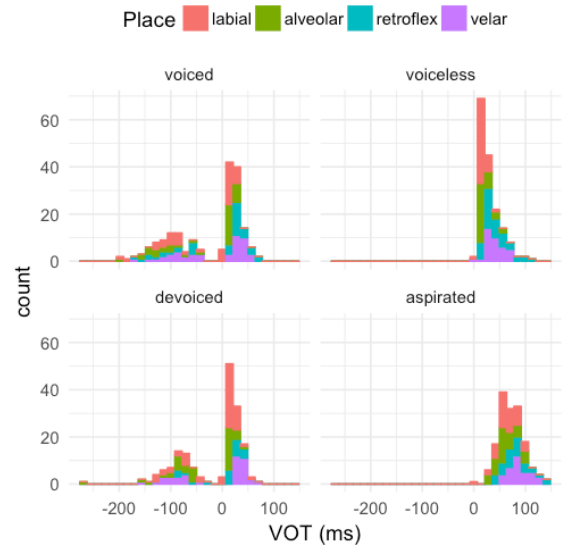 Place labial alveolar retroflex velar
voiced voiceless
60
40
20
0
count
devoiced aspirated
60
40
20
0
-200 -100 0 100 -200 -100 0 100
VOT (ms)